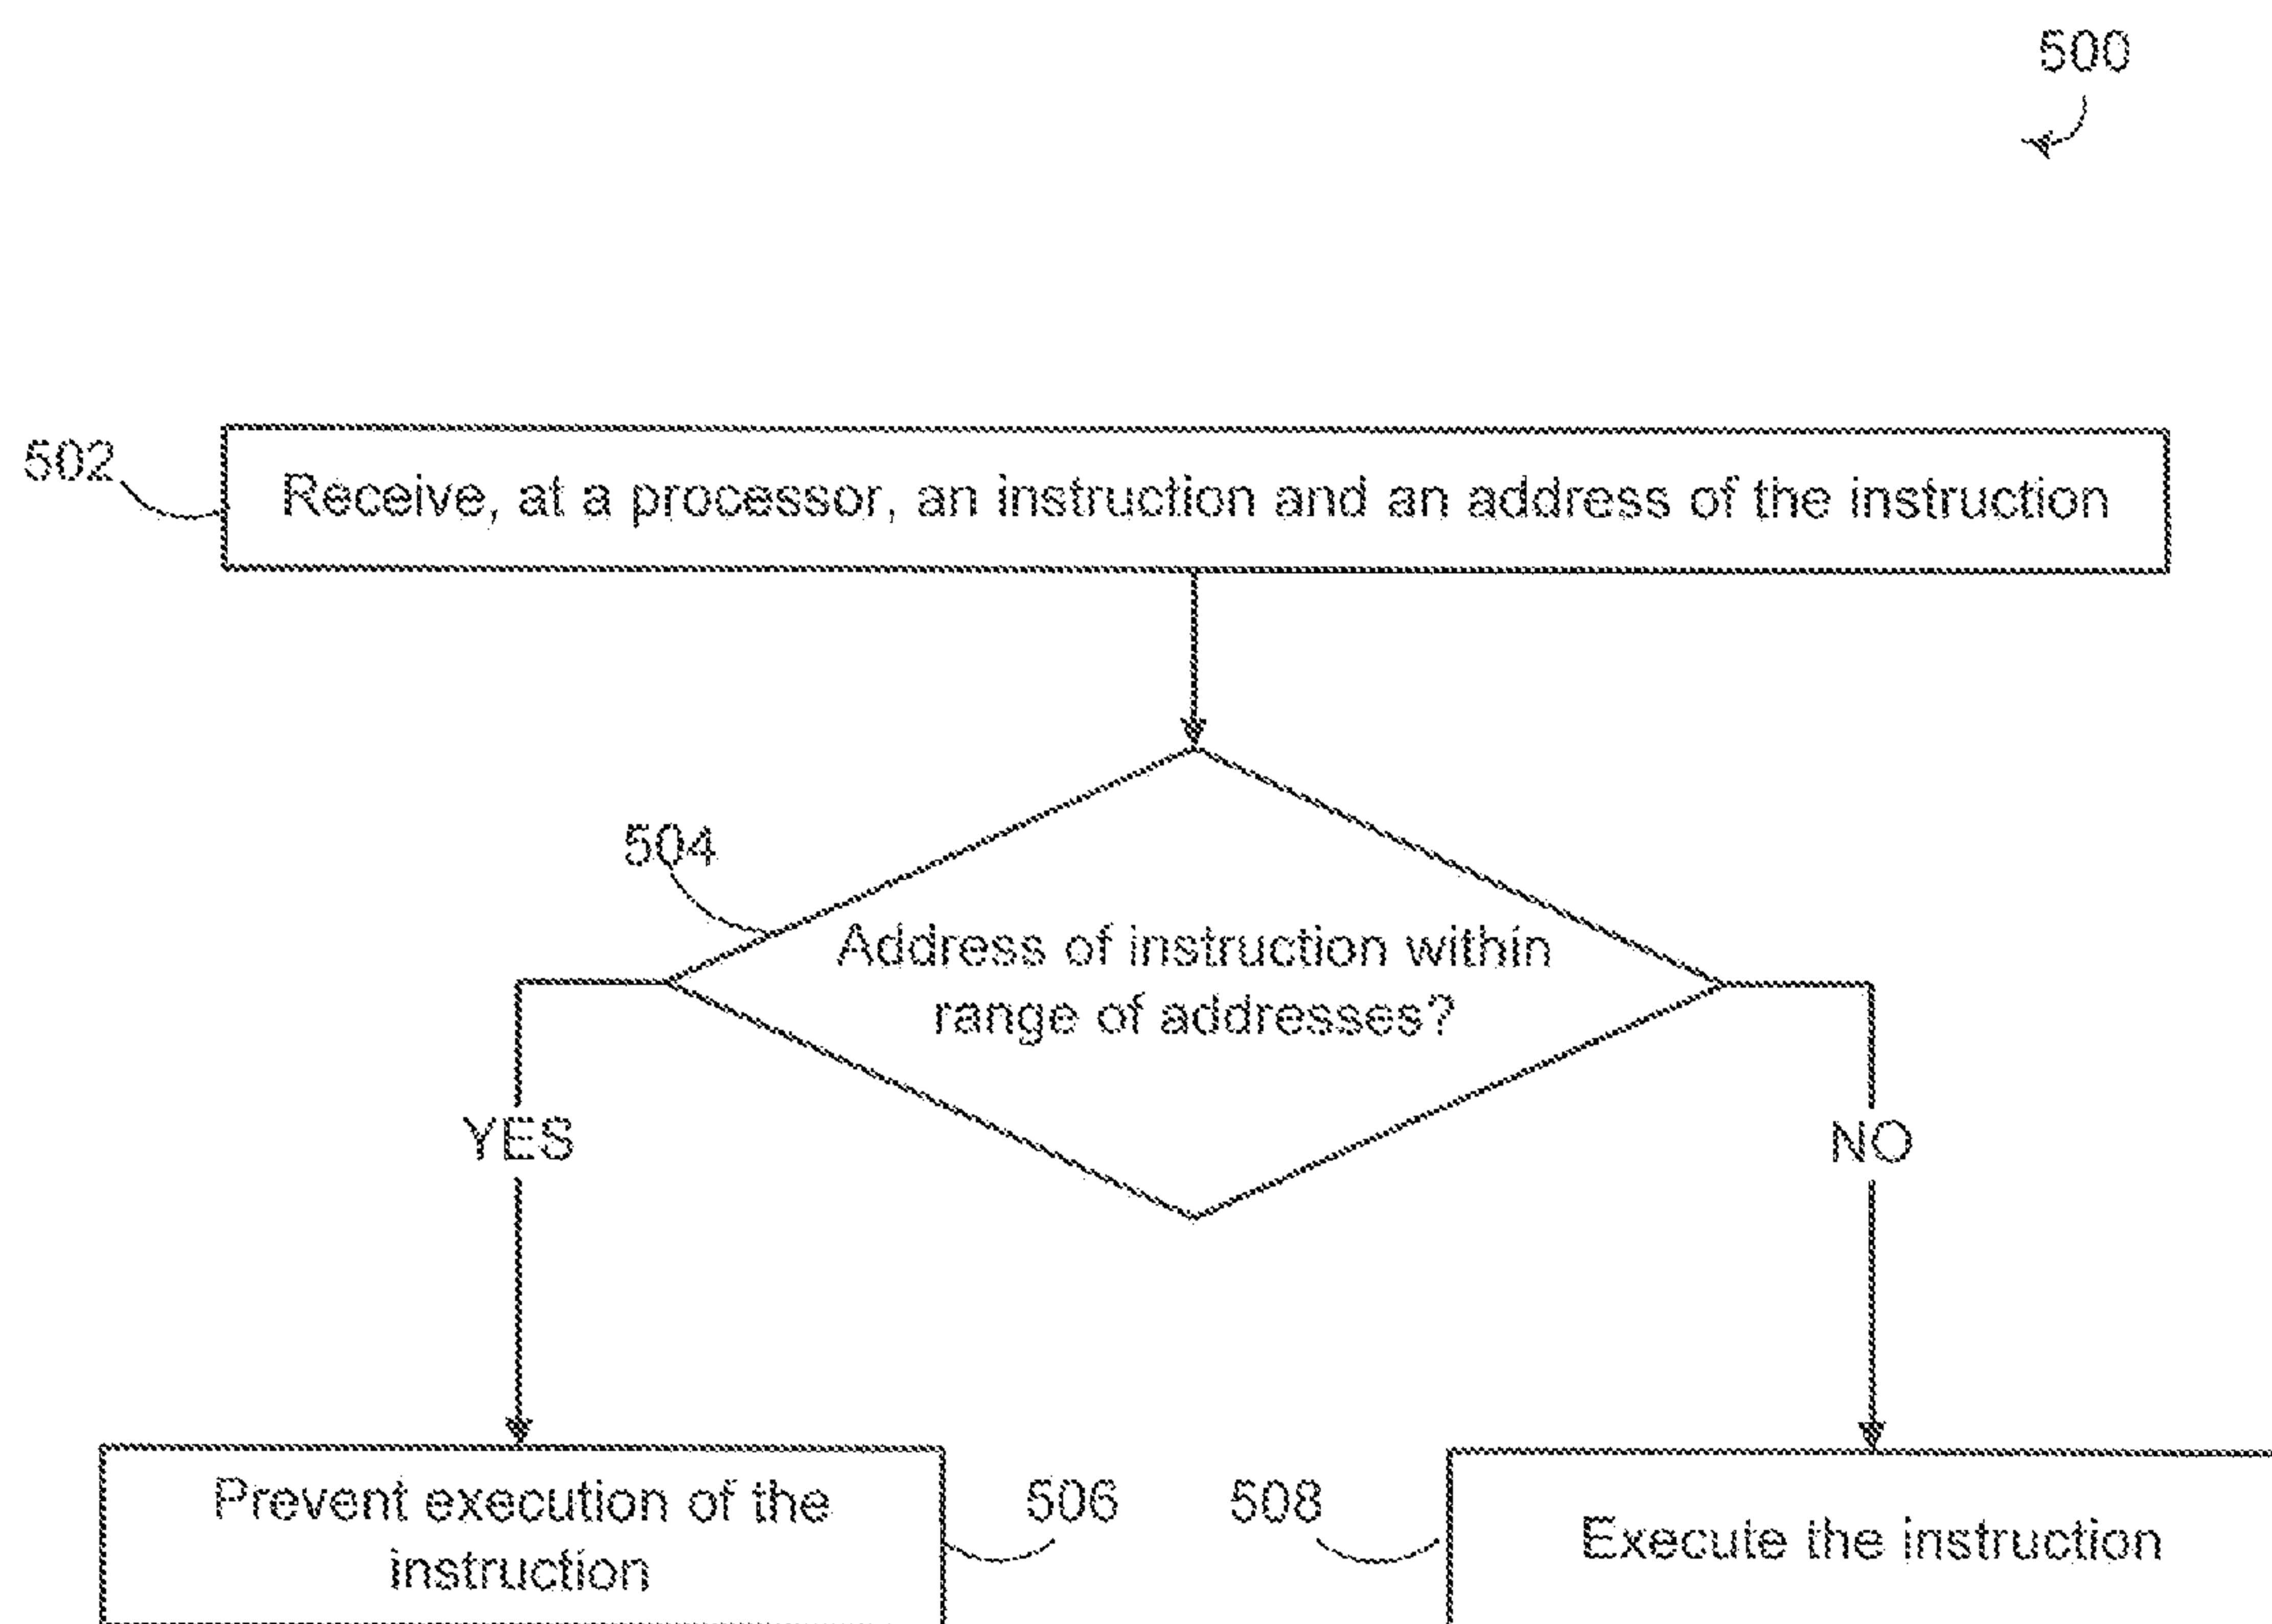 500
502
Receive, at a processor, an instruction and an address of the instruction
504
Address of instruction within
range of addresses?
YES
NO
Prevent execution of the
instruction
506
508
Execute the instruction